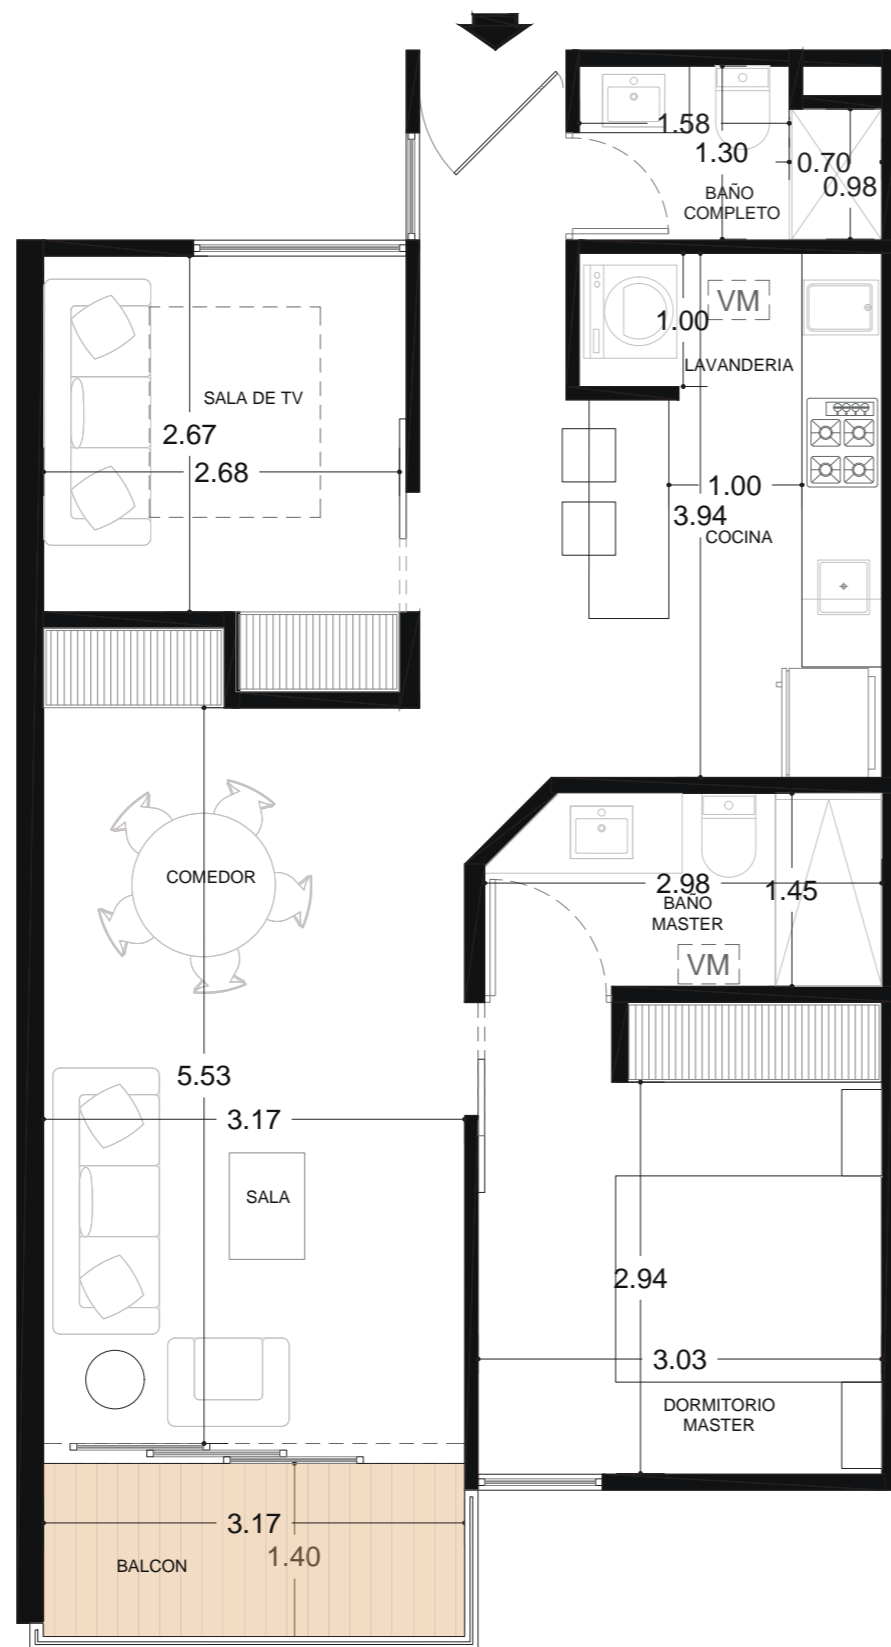 1.58
1.30
0.70
0.98
BAÑO
COMPLETO
VM
1.00
LAVANDERIA
SALA DE TV
2.67
2.68
1.00
3.94
COCINA
COMEDOR
2.98
1.45
BAÑO
MASTER
VM
5.53
3.17
SALA
2.94
3.03
DORMITORIO
MASTER
3.17
1.40
BALCON